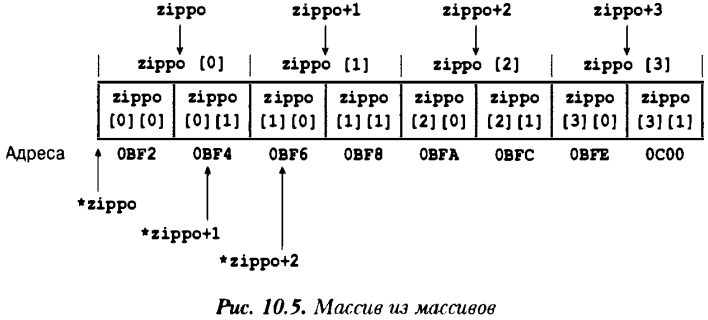 zippo zippo+1 zippo+2 zippo+3
zippo [0] zippo [1] zippo [2] zippo [3]
zippo zippo zippo zippo zippo zippo zippo zippo
[0][0] [0][1] [1][0] [1][1] [2][0] [2][1] [3][0] [3][1]
Адреса 0BF2 0BF4 0BF6 0BF8 0BFA 0BFC 0BFE 0C00
*zippo
*zippo+1
*zippo+2
Рис. 10.5. Массив из массивов